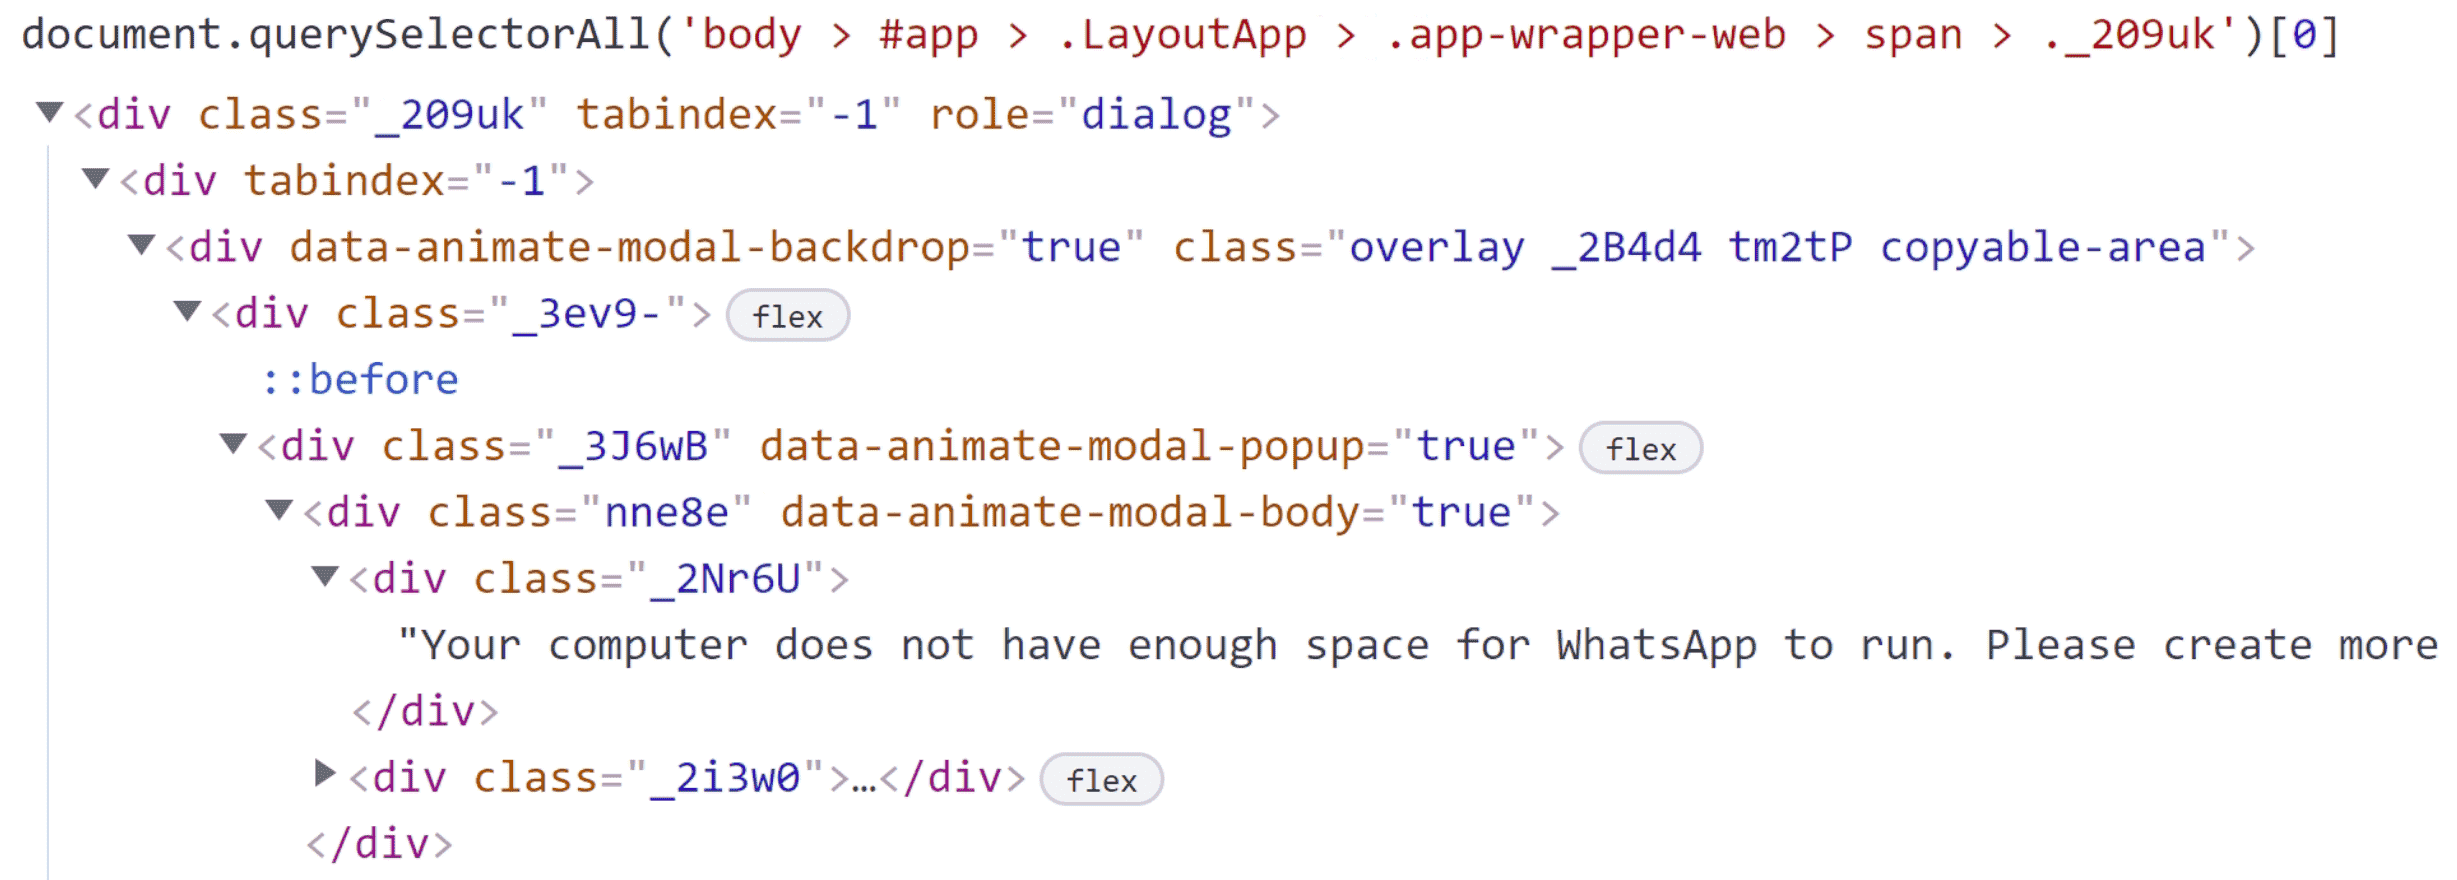 document.querySelectorAll('body > #app > .LayoutApp > .app-wrapper-web > span > ._209uk')[0]
▼<div class="_209uk" tabindex="-1" role="dialog">
▼<div tabindex="-1">
▼<div data-animate-modal-backdrop="true" class="overlay _2B4d4 tm2tP copyable-area">
▼<div class="_3ev9-"> flex
::before
▼<div class="_3J6wB" data-animate-modal-popup="true"> flex
▼<div class="nne8e" data-animate-modal-body="true">
▼<div class="_2Nr6U">
"Your computer does not have enough space for WhatsApp to run. Please create more
</div>
▶<div class="_2i3w0">…</div> flex
</div>